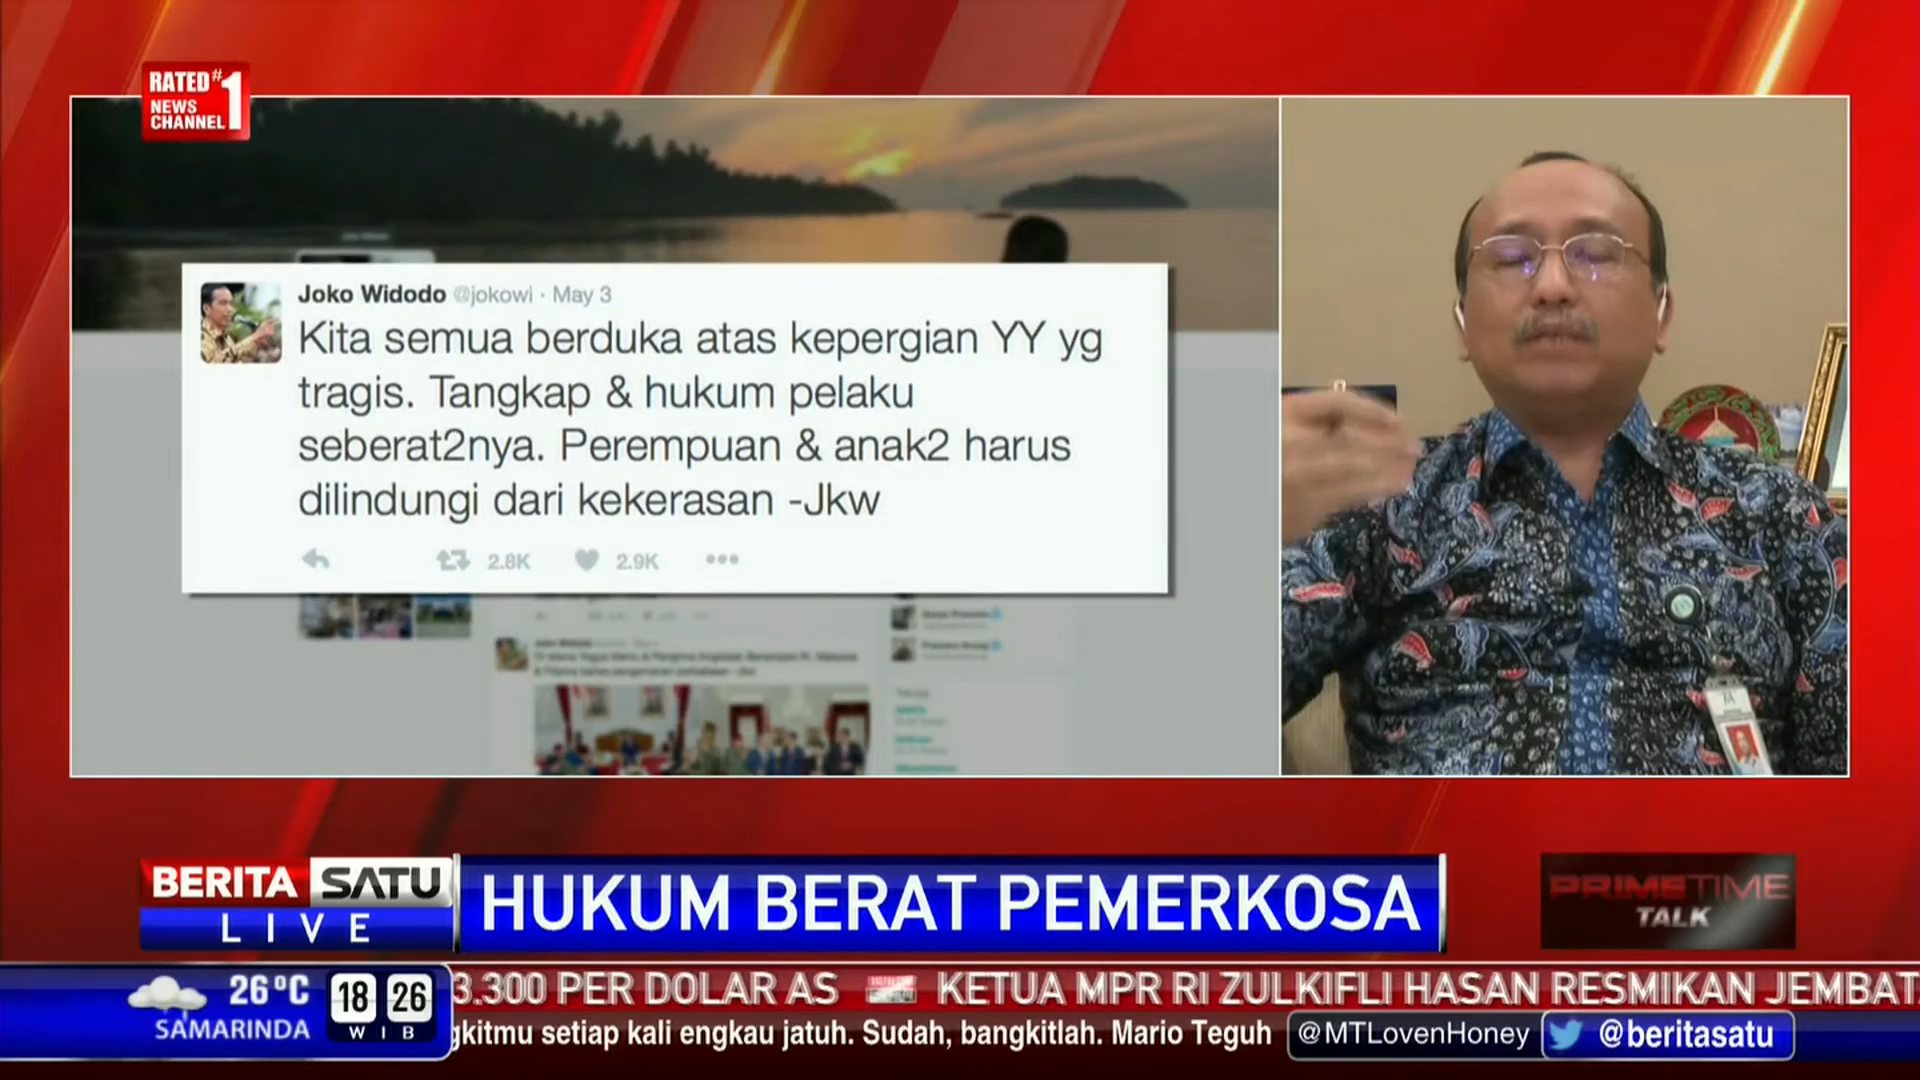 RATED #1
NEWS
CHANNEL
Joko Widodo @jokowi · May 3
Kita semua berduka atas kepergian YY yg
tragis. Tangkap & hukum pelaku
seberat2nya. Perempuan & anak2 harus
dilindungi dari kekerasan -Jkw
2.8K 2.9K
BERITA SATU
LIVE
HUKUM BERAT PEMERKOSA
PRIMETIME
TALK
26°C
SAMARINDA
18 26
WIB
3.300 PER DOLAR AS KETUA MPR RI ZULKIFLI HASAN RESMIKAN JEMBAT
gkitmu setiap kali engkau jatuh. Sudah, bangkitlah. Mario Teguh @MTLovenHoney @beritasatu